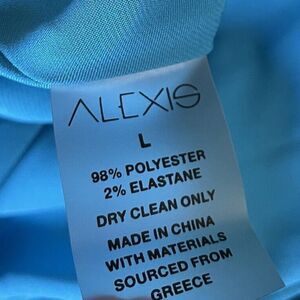 ALEXIS
L
98% POLYESTER
2% ELASTANE
DRY CLEAN ONLY
MADE IN CHINA
WITH MATERIALS
SOURCED FROM
GREECE